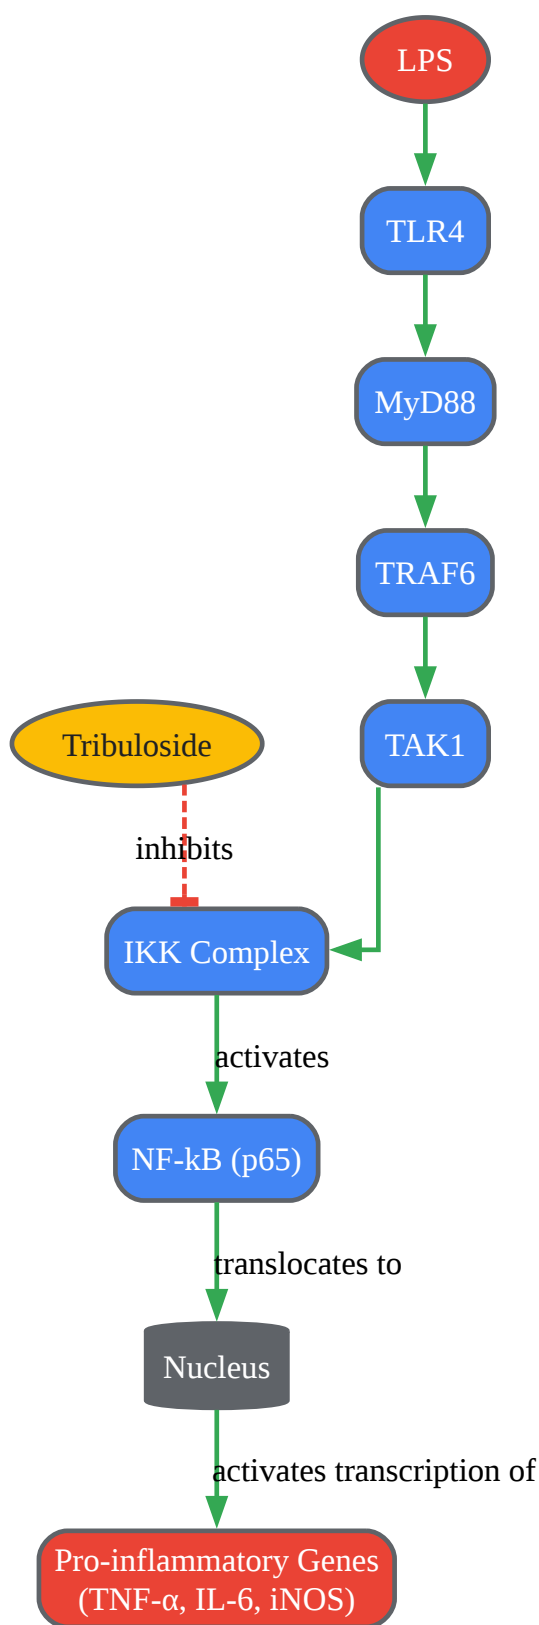 LPS
TLR4
MyD88
TRAF6
Tribuloside
TAK1
inhibits
IKK Complex
activates
NF-kB (p65)
translocates to
Nucleus
activates transcription of
Pro-inflammatory Genes
(TNF-α, IL-6, iNOS)